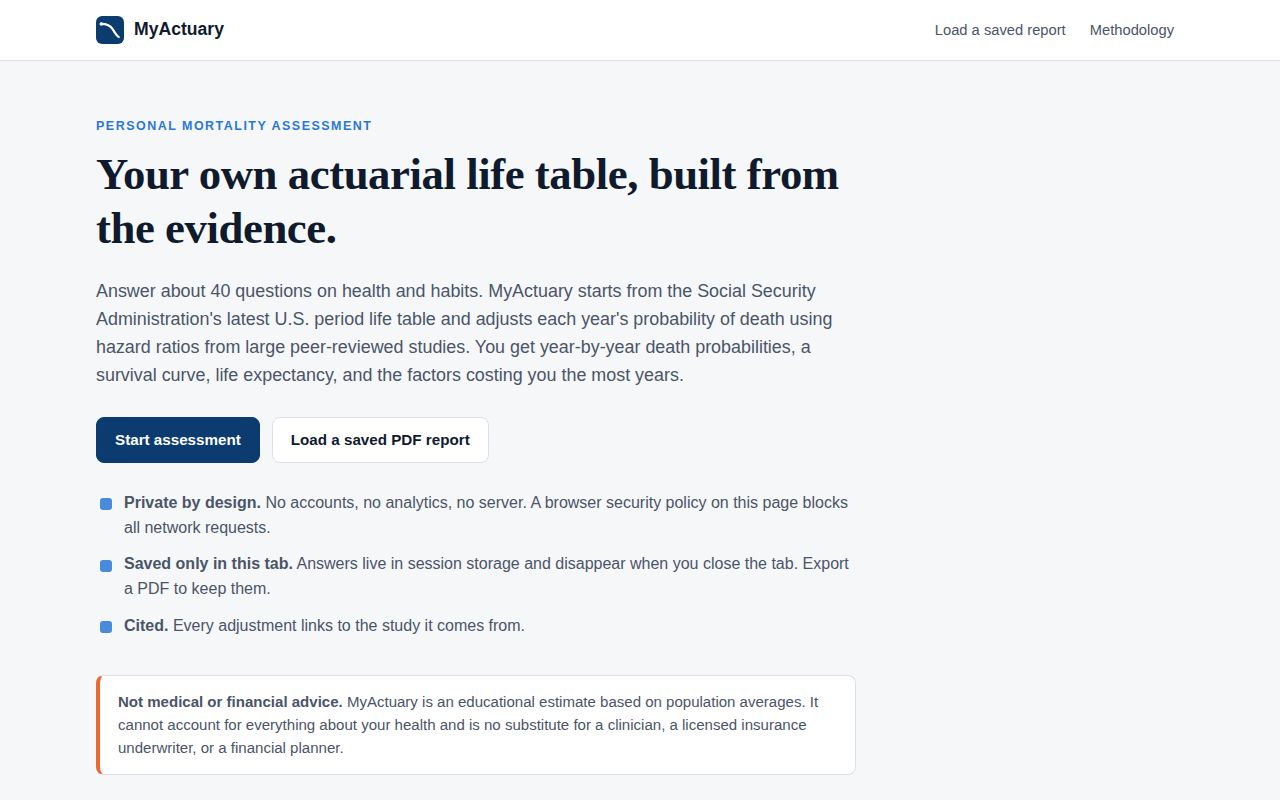 MyActuary
Load a saved report
Methodology
PERSONAL MORTALITY ASSESSMENT
Your own actuarial life table, built from
the evidence.
Answer about 40 questions on health and habits. MyActuary starts from the Social Security
Administration's latest U.S. period life table and adjusts each year's probability of death using
hazard ratios from large peer-reviewed studies. You get year-by-year death probabilities, a
survival curve, life expectancy, and the factors costing you the most years.
Start assessment
Load a saved PDF report
Private by design. No accounts, no analytics, no server. A browser security policy on this page blocks
all network requests.
Saved only in this tab. Answers live in session storage and disappear when you close the tab. Export
a PDF to keep them.
Cited. Every adjustment links to the study it comes from.
Not medical or financial advice. MyActuary is an educational estimate based on population averages. It
cannot account for everything about your health and is no substitute for a clinician, a licensed insurance
underwriter, or a financial planner.